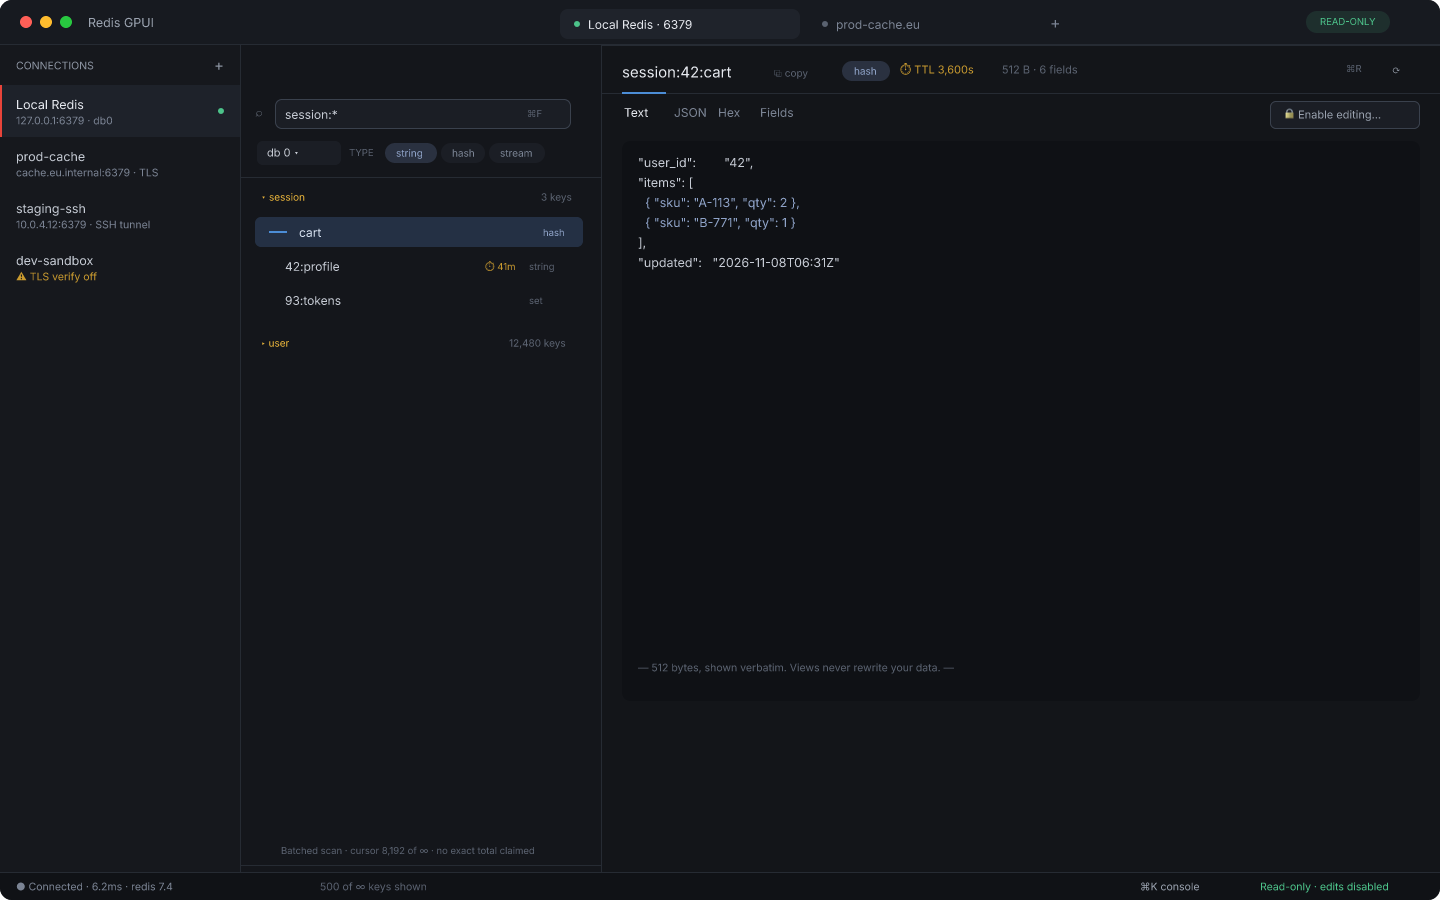 Redis GPUI
Local Redis · 6379
prod-cache.eu
+
READ-ONLY
CONNECTIONS +
Local Redis
127.0.0.1:6379 · db0
prod-cache
cache.eu.internal:6379 · TLS
staging-ssh
10.0.4.12:6379 · SSH tunnel
dev-sandbox
⚠ TLS verify off
⌕ session:* ⌘F
db 0 TYPE string hash stream
session 3 keys
cart hash
42:profile ⏱ 41m string
93:tokens set
user 12,480 keys
Batched scan · cursor 8,192 of ∞ · no exact total claimed
session:42:cart ⧉ copy hash ⏱ TTL 3,600s 512 B · 6 fields ⌘R ⟳
Text JSON Hex Fields 🔒 Enable editing...
"user_id": "42",
"items": [
{ "sku": "A-113", "qty": 2 },
{ "sku": "B-771", "qty": 1 }
],
"updated": "2026-11-08T06:31Z"
— 512 bytes, shown verbatim. Views never rewrite your data. —
● Connected · 6.2ms · redis 7.4
500 of ∞ keys shown
⌘K console
Read-only · edits disabled